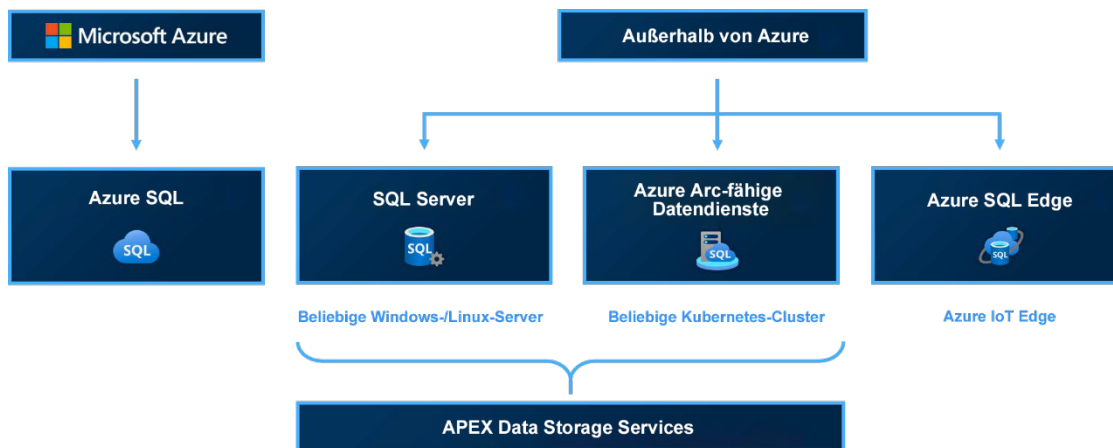 Microsoft Azure
Außerhalb von Azure
Azure SQL
SQL
SQL Server
SQL
Azure Arc-fähige
Datendienste
SQL
Azure SQL Edge
SQL
Beliebige Windows-/Linux-Server
Beliebige Kubernetes-Cluster
Azure IoT Edge
APEX Data Storage Services